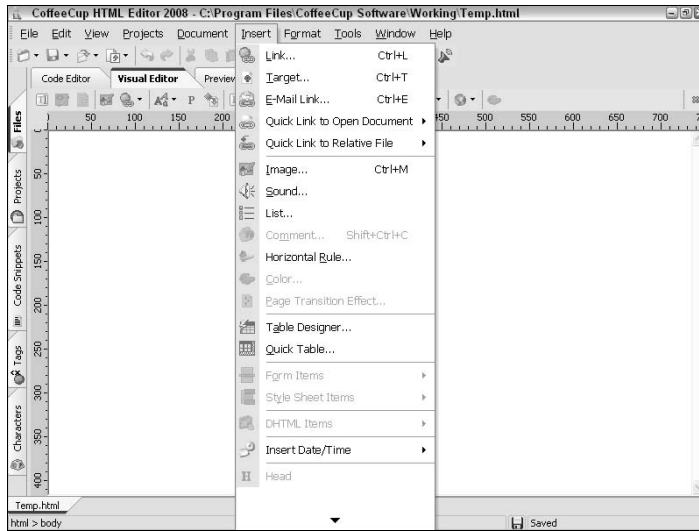 CoffeeCup HTML Editor 2008 - C:\Program Files\CoffeeCup Software\Working\Temp.html
File Edit View Projects Document Insert Format Tools Window Help
Code Editor Visual Editor Preview
P
50 100 150 200 450 500 550 600 650 700
Files
Projects
Code Snippets
Tags
Characters
50
100
150
200
250
300
350
400
Link... Ctrl+L
Target... Ctrl+T
E-Mail Link... Ctrl+E
Quick Link to Open Document
Quick Link to Relative File
Image... Ctrl+M
Sound...
List...
Comment... Shift+Ctrl+C
Horizontal Rule...
Color...
Page Transition Effect...
Table Designer...
Quick Table...
Form Items
Style Sheet Items
DHTML Items
Insert Date/Time
H Head
Temp.html
html > body Saved